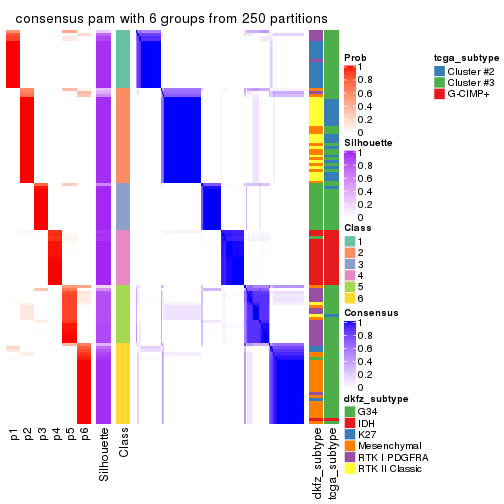 consensus pam with 6 groups from 250 partitions
p1
p2
p3
p4
p5
p6
Silhouette
Class
dkfz_subtype
tcga_subtype
Prob
1
0.8
0.6
0.4
0.2
0
Silhouette
1
0.8
0.6
0.4
0.2
0
Class
1
2
3
4
5
6
Consensus
1
0.8
0.6
0.4
0.2
0
dkfz_subtype
G34
IDH
K27
Mesenchymal
RTK I PDGFRA
RTK II Classic
tcga_subtype
Cluster #2
Cluster #3
G-CIMP+